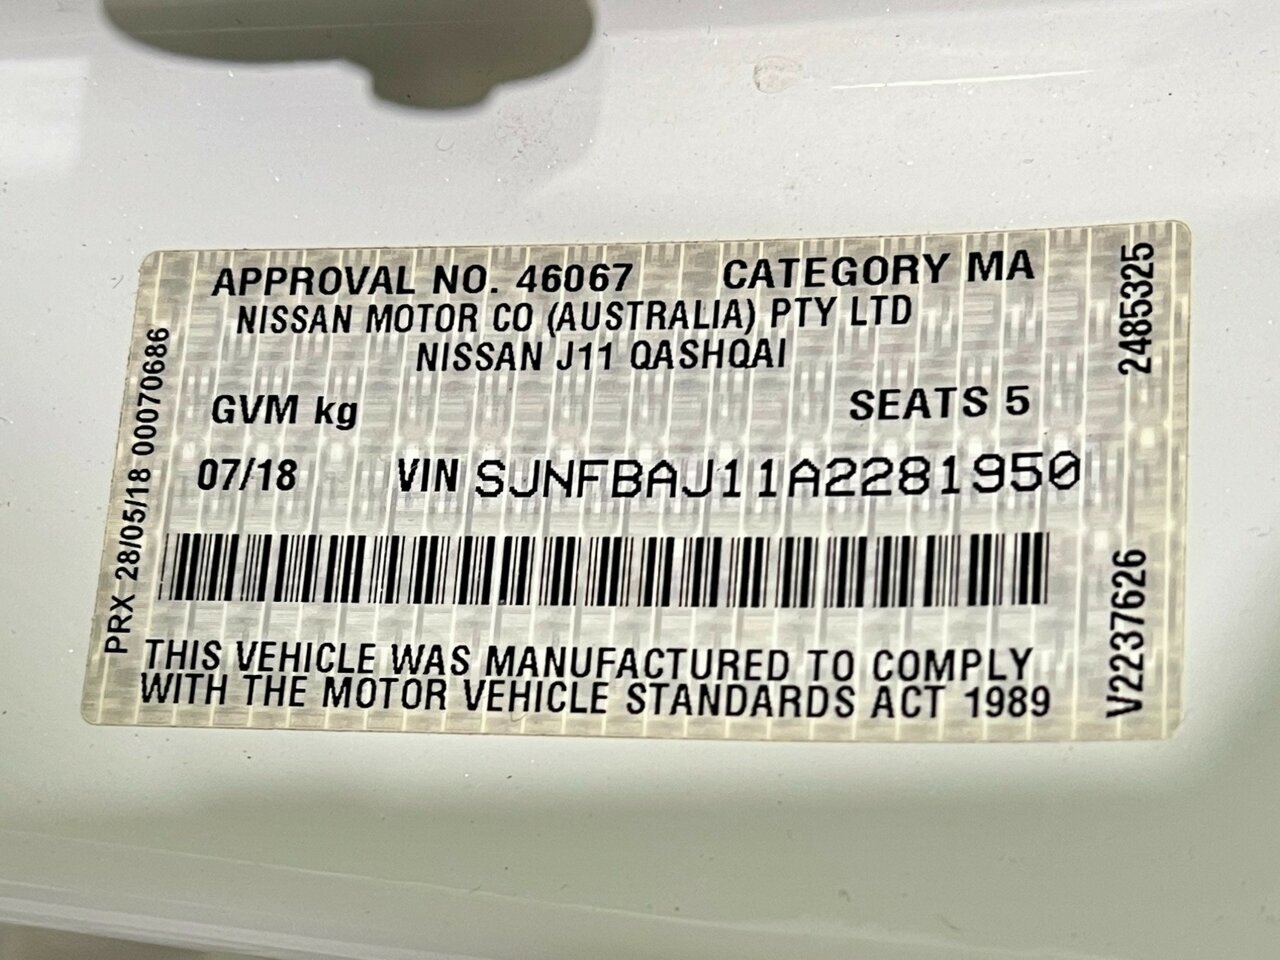 APPROVAL NO. 46067 CATEGORY MA
NISSAN MOTOR CO (AUSTRALIA) PTY LTD
NISSAN J11 QASHQAI
GVM kg SEATS 5
07/18 VIN SJNFBAJ11A2281950
THIS VEHICLE WAS MANUFACTURED TO COMPLY
WITH THE MOTOR VEHICLE STANDARDS ACT 1989
PRX 28/05/18 00070686
V2237626 2485325